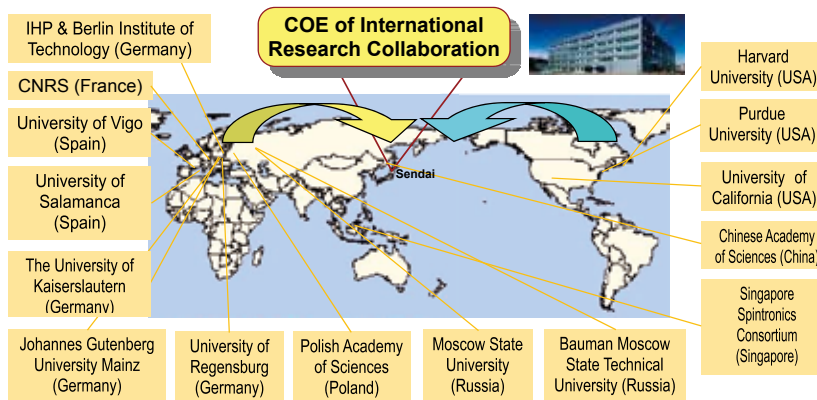 COE of International
Research Collaboration
IHP & Berlin Institute of
Technology (Germany)
CNRS (France)
University of Vigo
(Spain)
University of
Salamanca
(Spain)
The University of
Kaiserslautern
(Germany)
Johannes Gutenberg
University Mainz
(Germany)
University of
Regensburg
(Germany)
Polish Academy
of Sciences
(Poland)
Moscow State
University
(Russia)
Bauman Moscow
State Technical
University (Russia)
Harvard
University (USA)
Purdue
University (USA)
University of
California (USA)
Chinese Academy
of Sciences (China)
Singapore
Spintronics
Consortium
(Singapore)
Sendai